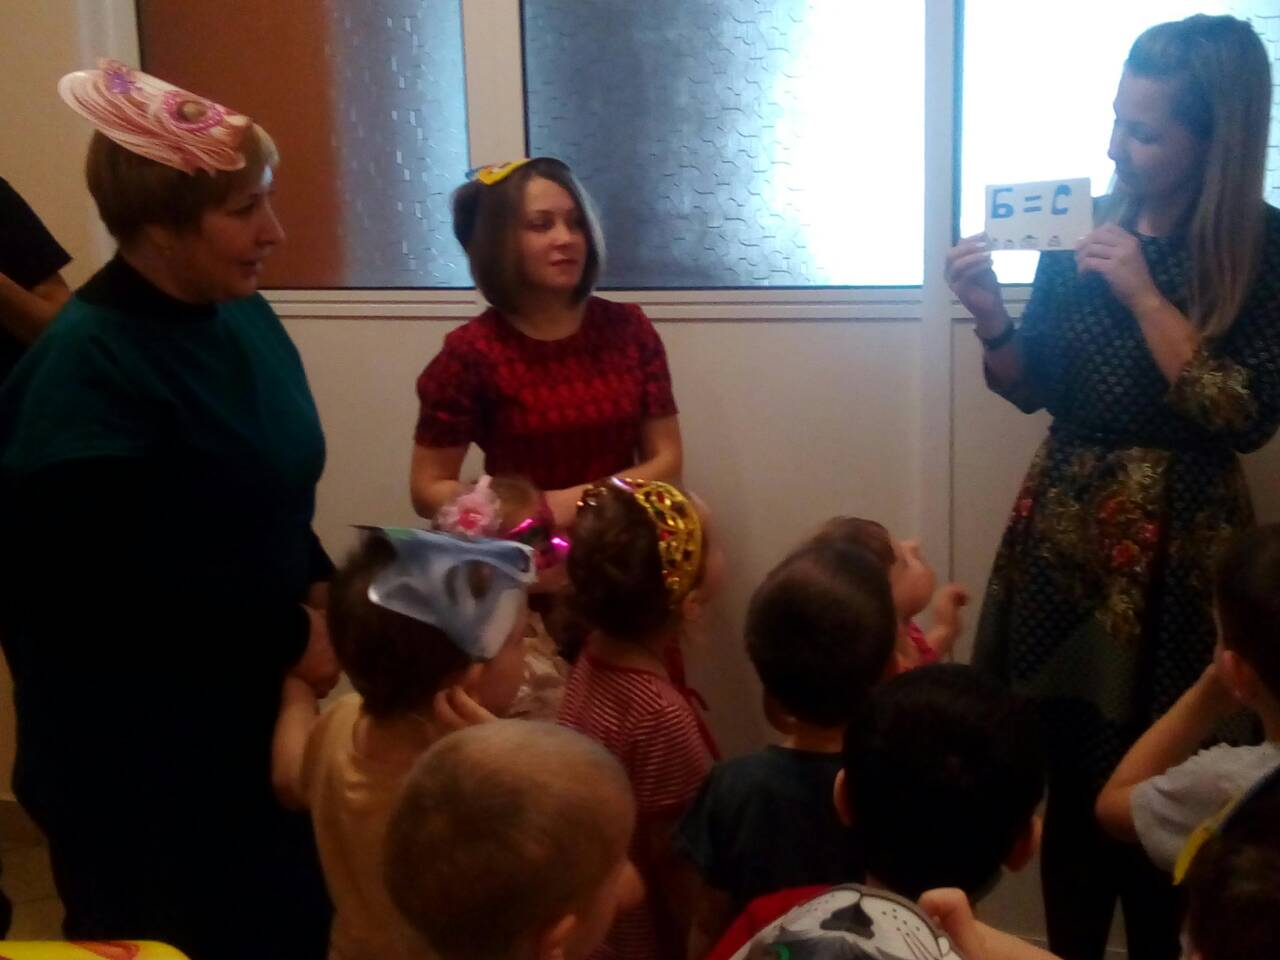 Б = С